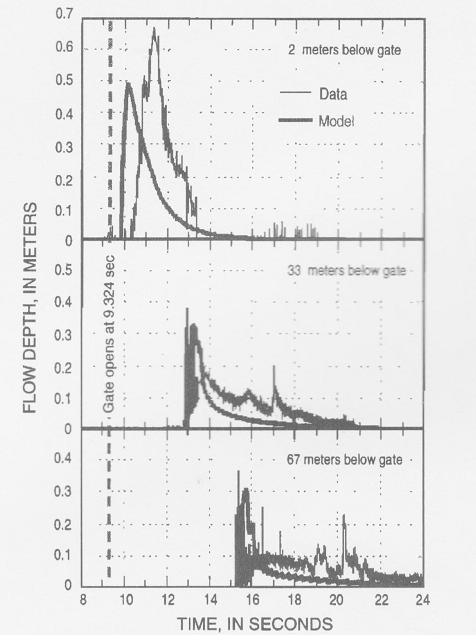 0.7
2 meters below gate
0.6
0.5
Data
0.4
Model
0.3
0.2
0.1
0
FLOW DEPTH, IN METERS
Gate opens at 9.324 sec
33 meters below gate
0.5
0.4
0.3
0.2
0.1
0
67 meters below gate
0.4
0.3
0.2
0.1
0
8 10 12 14 16 18 20 22 24
TIME, IN SECONDS